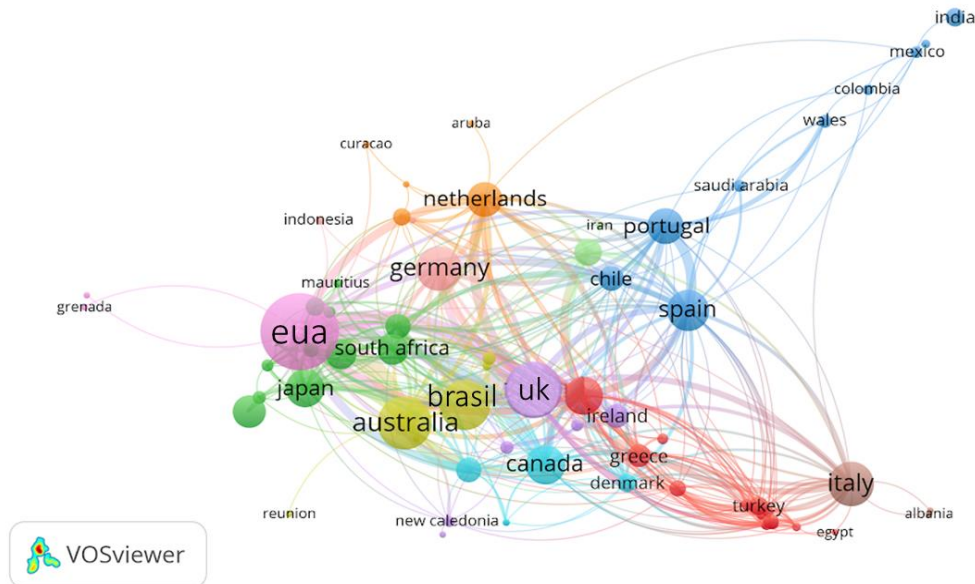 india
mexico
colombia
wales
aruba
curacao
saudi arabia
netherlands
indonesia
iran
portugal
germany
chile
mauritius
grenada
spain
eua
south africa
japan
brasil
uk
australia
ireland
canada
greece
denmark
italy
turkey
reunion
new caledonia
albania
egypt
VOSviewer